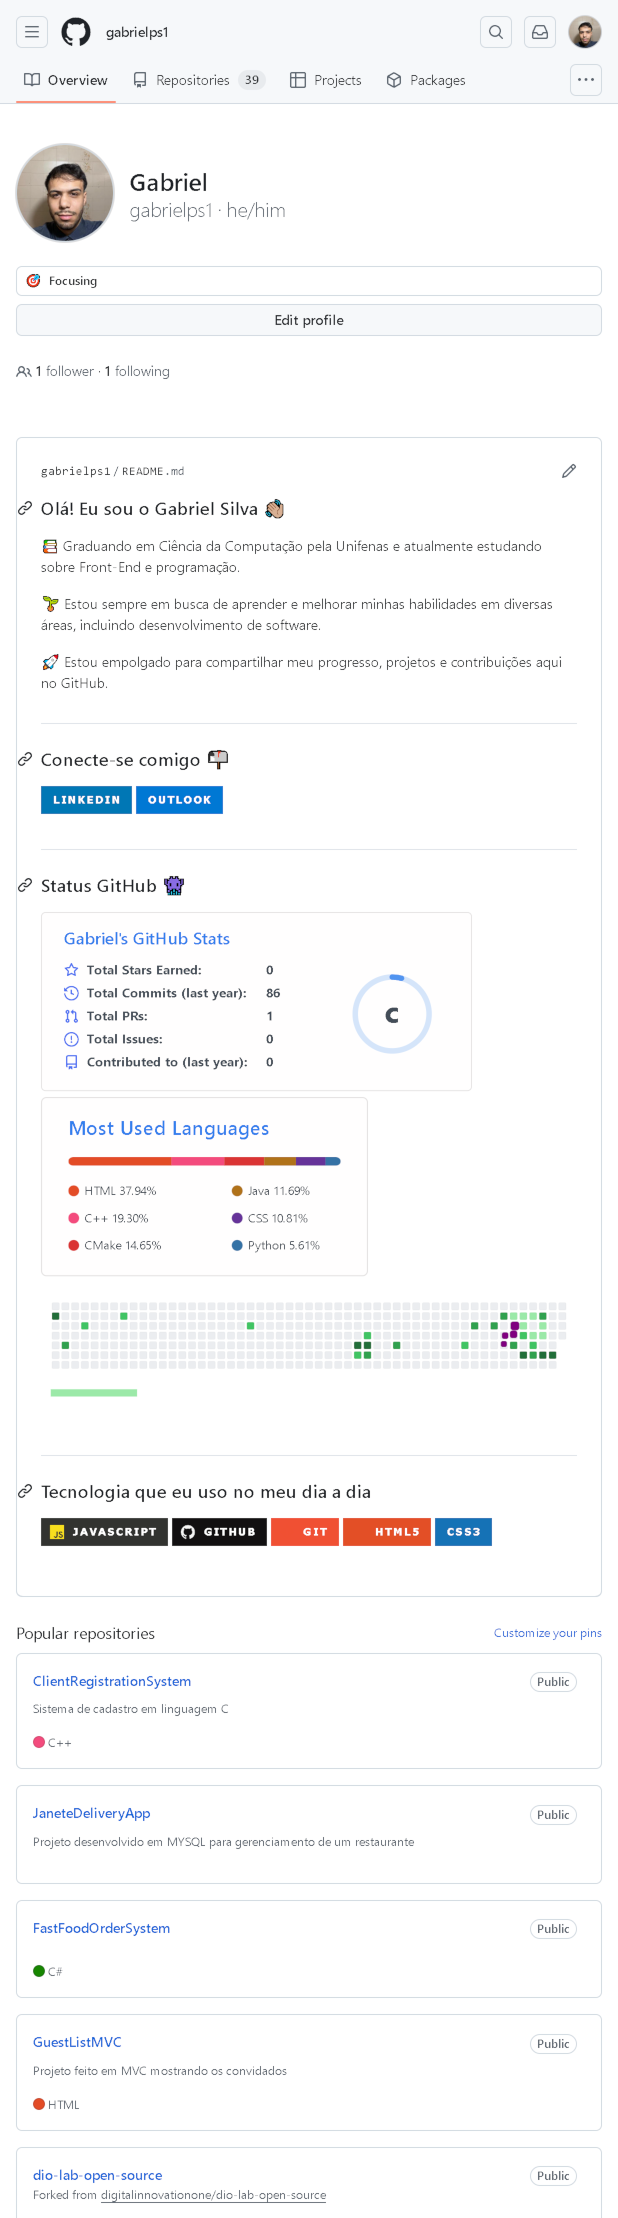 gabrielps1
Overview
Repositories 39
Projects
Packages
Gabriel
gabrielps1 · he/him
🎯 Focusing
Edit profile
1 follower · 1 following
gabrielps1 / README.md
Olá! Eu sou o Gabriel Silva 👋
📚 Graduando em Ciência da Computação pela Unifenas e atualmente estudando
sobre Front-End e programação.
🌱 Estou sempre em busca de aprender e melhorar minhas habilidades em diversas
áreas, incluindo desenvolvimento de software.
🚀 Estou empolgado para compartilhar meu progresso, projetos e contribuições aqui
no GitHub.
Conecte-se comigo 📬
LINKEDIN OUTLOOK
Status GitHub 👾
Gabriel's GitHub Stats
Total Stars Earned: 0
Total Commits (last year): 86
Total PRs: 1
Total Issues: 0
Contributed to (last year): 0
C
Most Used Languages
HTML 37.94%
Java 11.69%
C++ 19.30%
CSS 10.81%
CMake 14.65%
Python 5.61%
Tecnologia que eu uso no meu dia a dia
JS JAVASCRIPT GITHUB GIT HTML5 CSS3
Popular repositories
Customize your pins
ClientRegistrationSystem Public
Sistema de cadastro em linguagem C
C++
JaneteDeliveryApp Public
Projeto desenvolvido em MYSQL para gerenciamento de um restaurante
FastFoodOrderSystem Public
C#
GuestListMVC Public
Projeto feito em MVC mostrando os convidados
HTML
dio-lab-open-source Public
Forked from digitalinnovationone/dio-lab-open-source